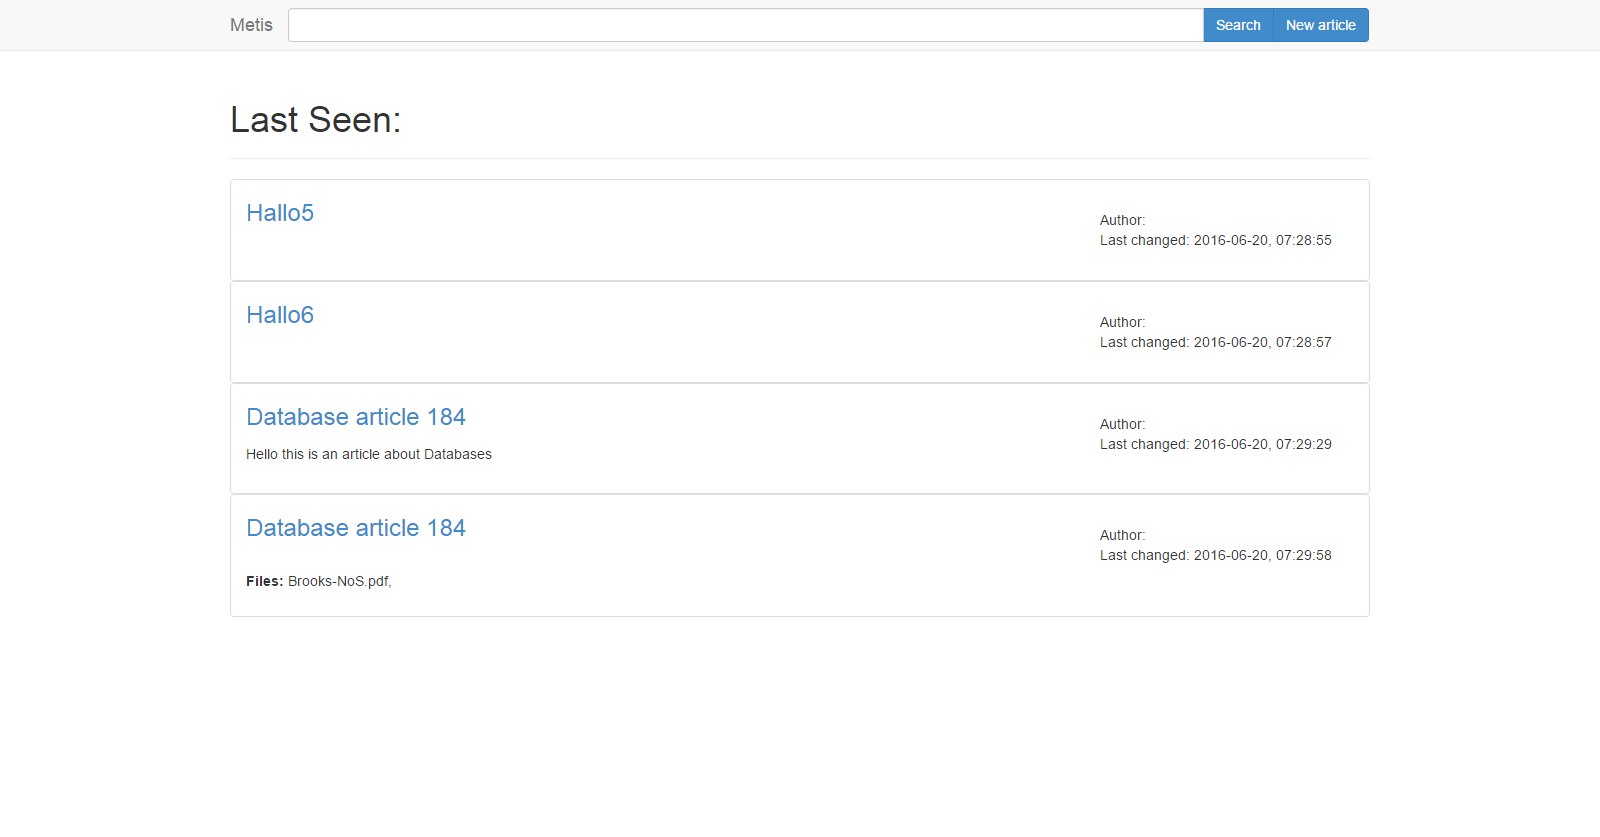 Metis Search New article
Last Seen:
Hallo5
Author:
Last changed: 2016-06-20, 07:28:55
Hallo6
Author:
Last changed: 2016-06-20, 07:28:57
Database article 184
Author:
Last changed: 2016-06-20, 07:29:29
Hello this is an article about Databases
Database article 184
Author:
Last changed: 2016-06-20, 07:29:58
Files: Brooks-NoS.pdf,